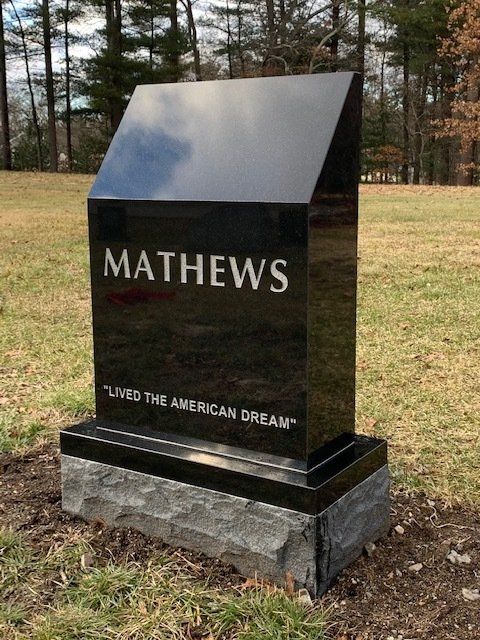 MATHEWS
"LIVED THE AMERICAN DREAM"